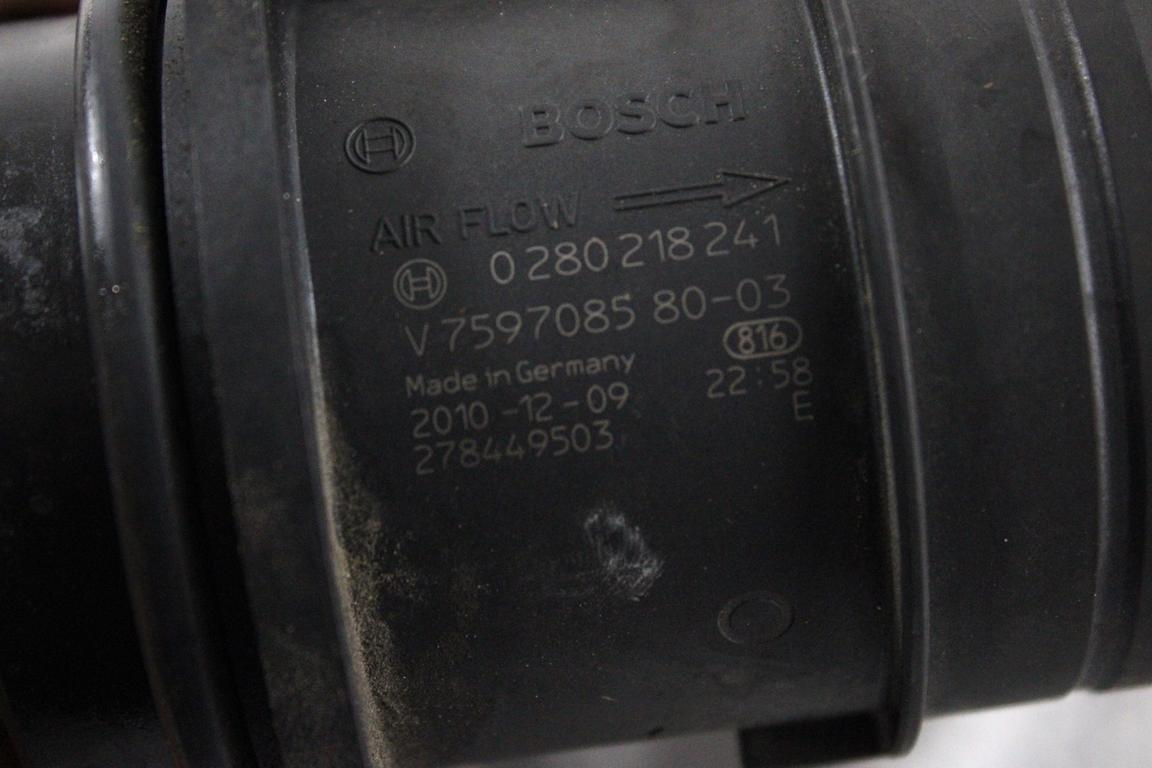 BOSCH
AIR FLOW
0 280 218 241
V 7597085 80-03
816
Made in Germany
22:58
2010-12-09
E
278449503